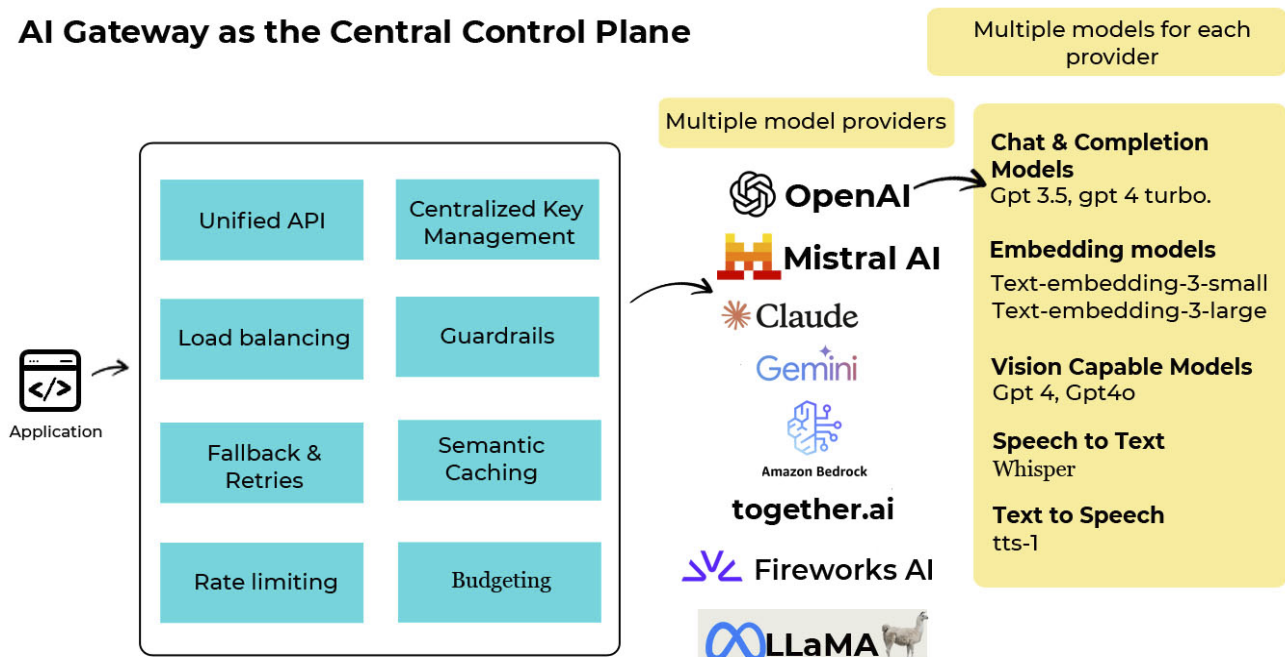 AI Gateway as the Central Control Plane
Multiple models for each
provider
Multiple model providers
Application
</>
Unified API
Centralized Key
Management
Load balancing
Guardrails
Fallback &
Retries
Semantic
Caching
Rate limiting
Budgeting
OpenAI
Mistral AI
Claude
Gemini
Amazon Bedrock
together.ai
Fireworks AI
LLaMA
Chat & Completion
Models
Gpt 3.5, gpt 4 turbo.
Embedding models
Text-embedding-3-small
Text-embedding-3-large
Vision Capable Models
Gpt 4, Gpt4o
Speech to Text
Whisper
Text to Speech
tts-1